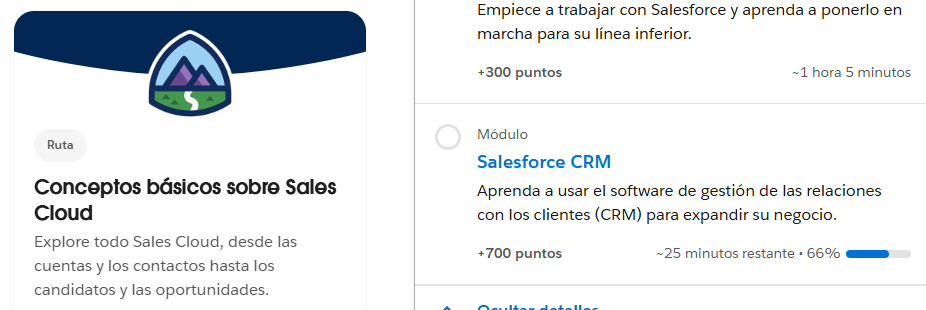 Ruta
Conceptos básicos sobre Sales
Cloud
Explore todo Sales Cloud, desde las
cuentas y los contactos hasta los
candidatos y las oportunidades.
Empiece a trabajar con Salesforce y aprenda a ponerlo en
marcha para su línea inferior.
+300 puntos
~1 hora 5 minutos
Módulo
Salesforce CRM
Aprenda a usar el software de gestión de las relaciones
con los clientes (CRM) para expandir su negocio.
+700 puntos
~25 minutos restante • 66%
Ocultar detalles